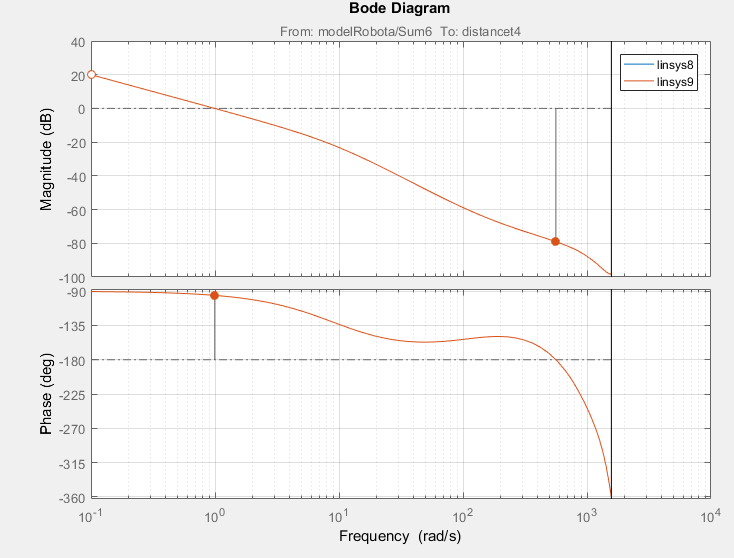 Bode Diagram
From: modelRobota/Sum6 To: distancet4
linsys8
linsys9
Magnitude (dB)
40
20
0
-20
-40
-60
-80
-100
Phase (deg)
-90
-135
-180
-225
-270
-315
-360
10^-1 10^0 10^1 10^2 10^3 10^4
Frequency (rad/s)